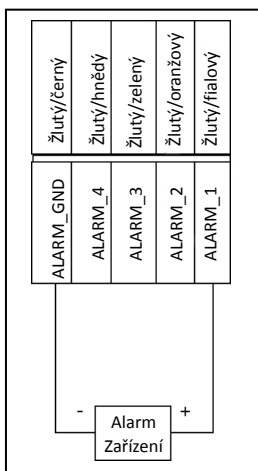 Žlutý/černý
Žlutý/hnědý
Žlutý/zelený
Žlutý/oranžový
Žlutý/fialový
ALARM_GND
ALARM_4
ALARM_3
ALARM_2
ALARM_1
- +
Alarm
Zařízení